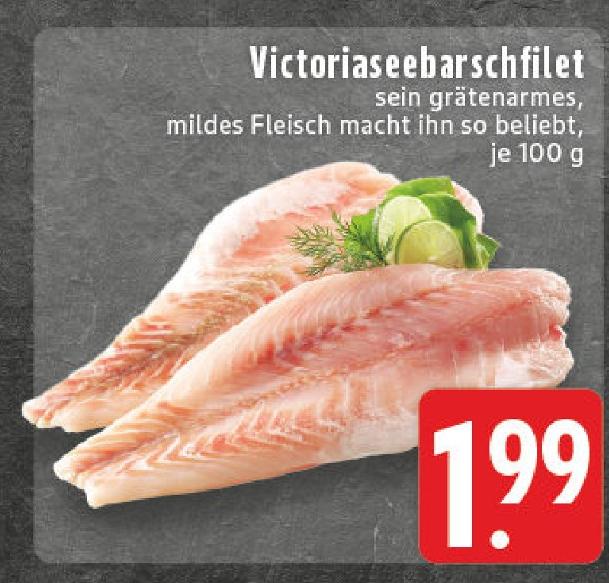 Victoriaseebarschfilet
sein grätenarmes,
mildes Fleisch macht ihn so beliebt,
je 100 g
1.99